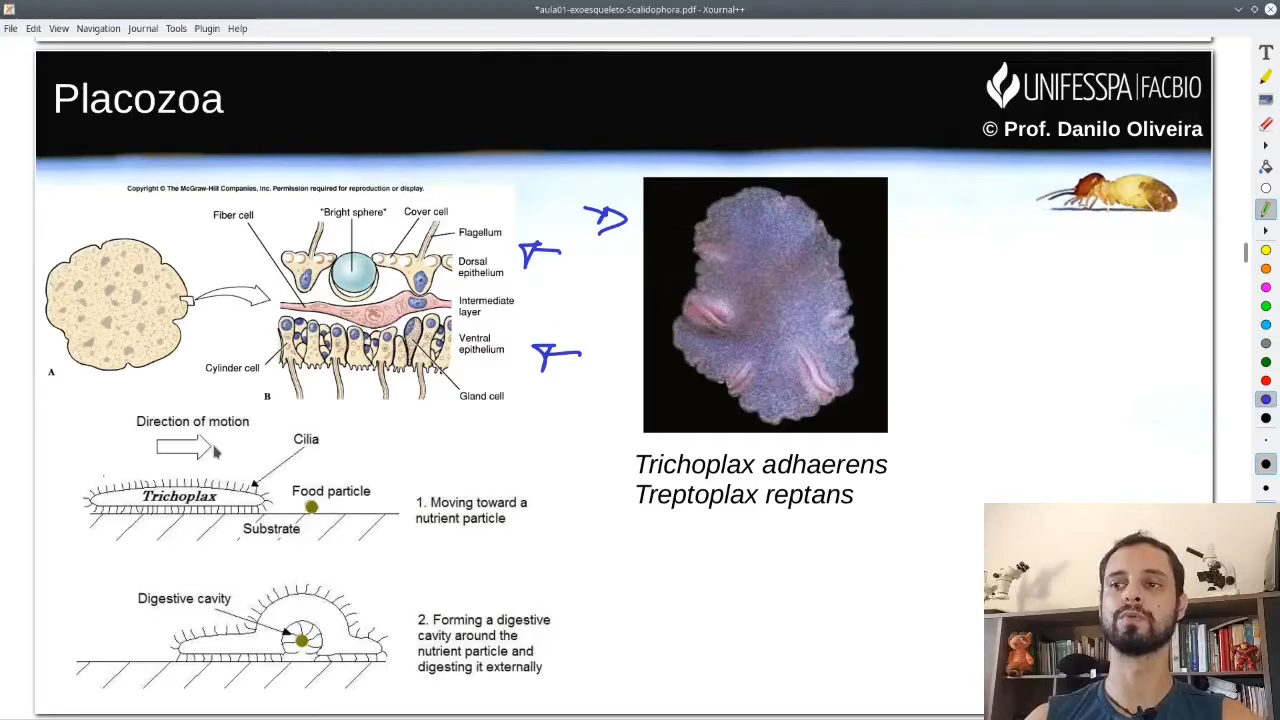 *aula01-exoesqueleto-Scalidophora.pdf - Xournal++
File Edit View Navigation Journal Tools Plugin Help
Placozoa
UNIFESSPA|FACBIO
© Prof. Danilo Oliveira
Copyright © The McGraw-Hill Companies, Inc. Permission required for reproduction or display.
Fiber cell
"Bright sphere"
Cover cell
Flagellum
Dorsal
epithelium
Intermediate
layer
Ventral
epithelium
Cylinder cell
Gland cell
A
B
Direction of motion
Cilia
Trichoplax
Food particle
Substrate
1. Moving toward a
nutrient particle
Digestive cavity
2. Forming a digestive
cavity around the
nutrient particle and
digesting it externally
Trichoplax adhaerens
Treptoplax reptans
T